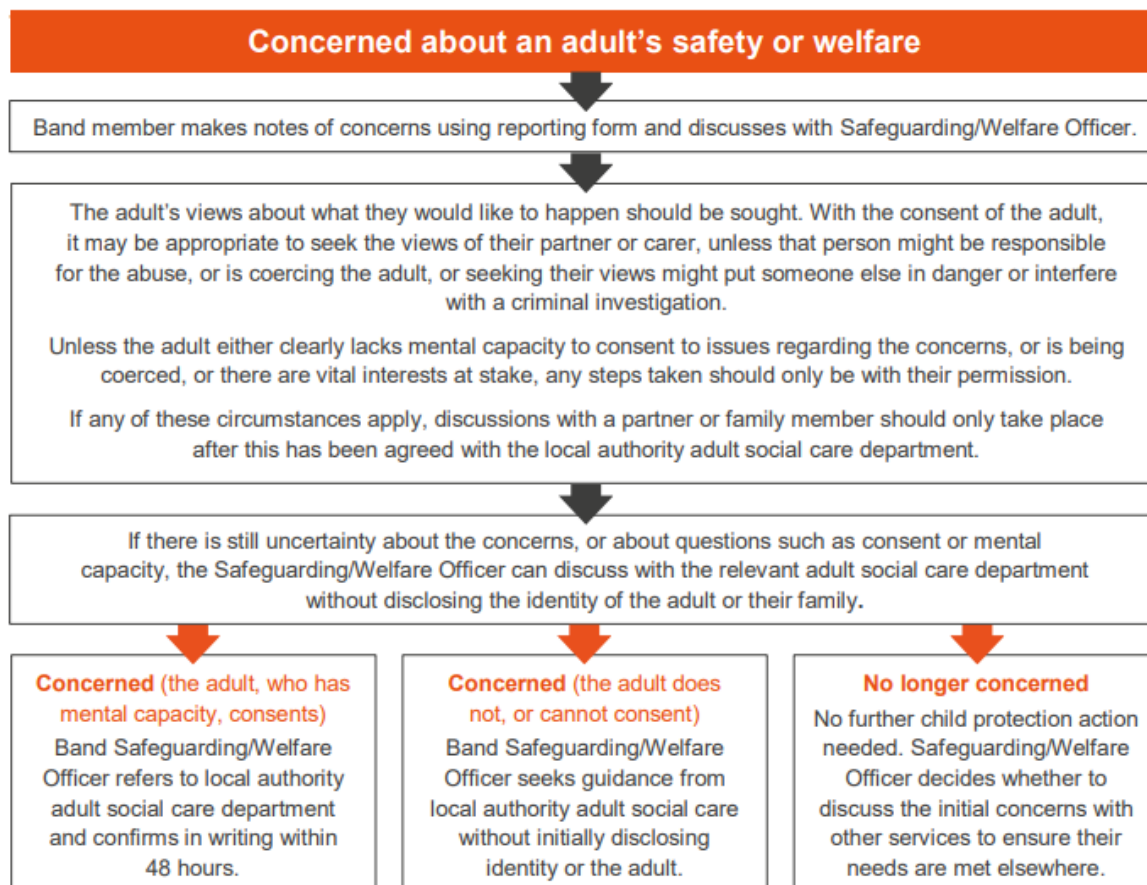 Concerned about an adult’s safety or welfare
Band member makes notes of concerns using reporting form and discusses with Safeguarding/Welfare Officer.
The adult’s views about what they would like to happen should be sought. With the consent of the adult,
it may be appropriate to seek the views of their partner or carer, unless that person might be responsible
for the abuse, or is coercing the adult, or seeking their views might put someone else in danger or interfere
with a criminal investigation.
Unless the adult either clearly lacks mental capacity to consent to issues regarding the concerns, or is being
coerced, or there are vital interests at stake, any steps taken should only be with their permission.
If any of these circumstances apply, discussions with a partner or family member should only take place
after this has been agreed with the local authority adult social care department.
If there is still uncertainty about the concerns, or about questions such as consent or mental
capacity, the Safeguarding/Welfare Officer can discuss with the relevant adult social care department
without disclosing the identity of the adult or their family.
Concerned (the adult, who has
mental capacity, consents)
Band Safeguarding/Welfare
Officer refers to local authority
adult social care department
and confirms in writing within
48 hours.
Concerned (the adult does
not, or cannot consent)
Band Safeguarding/Welfare
Officer seeks guidance from
local authority adult social care
without initially disclosing
identity or the adult.
No longer concerned
No further child protection action
needed. Safeguarding/Welfare
Officer decides whether to
discuss the initial concerns with
other services to ensure their
needs are met elsewhere.